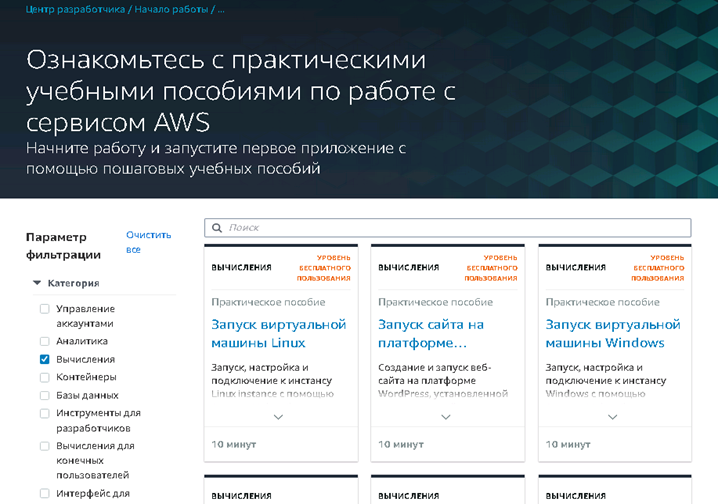 Центр разработчика / Начало работы / ...
Ознакомьтесь с практическими
учебными пособиями по работе с
сервисом AWS
Начните работу и запустите первое приложение с
помощью пошаговых учебных пособий
Параметр
фильтрации
Очистить
все
Категория
Управление
аккаунтами
Аналитика
Вычисления
Контейнеры
Базы данных
Инструменты для
разработчиков
Вычисления для
конечных
пользователей
Интерфейс для
Поиск
ВЫЧИСЛЕНИЯ
УРОВЕНЬ
БЕСПЛАТНОГО
ПОЛЬЗОВАНИЯ
Практическое пособие
Запуск виртуальной
машины Linux
Запуск, настройка и
подключение к инстансу
Linux instance с помощью
10 минут
ВЫЧИСЛЕНИЯ
УРОВЕНЬ
БЕСПЛАТНОГО
ПОЛЬЗОВАНИЯ
Практическое пособие
Запуск сайта на
платформе...
Создание и запуск веб-
сайта на платформе
WordPress, установленной
10 минут
ВЫЧИСЛЕНИЯ
УРОВЕНЬ
БЕСПЛАТНОГО
ПОЛЬЗОВАНИЯ
Практическое пособие
Запуск виртуальной
машины Windows
Запуск, настройка и
подключение к инстансу
Windows с помощью
10 минут
ВЫЧИСЛЕНИЯ
ВЫЧИСЛЕНИЯ
ВЫЧИСЛЕНИЯ